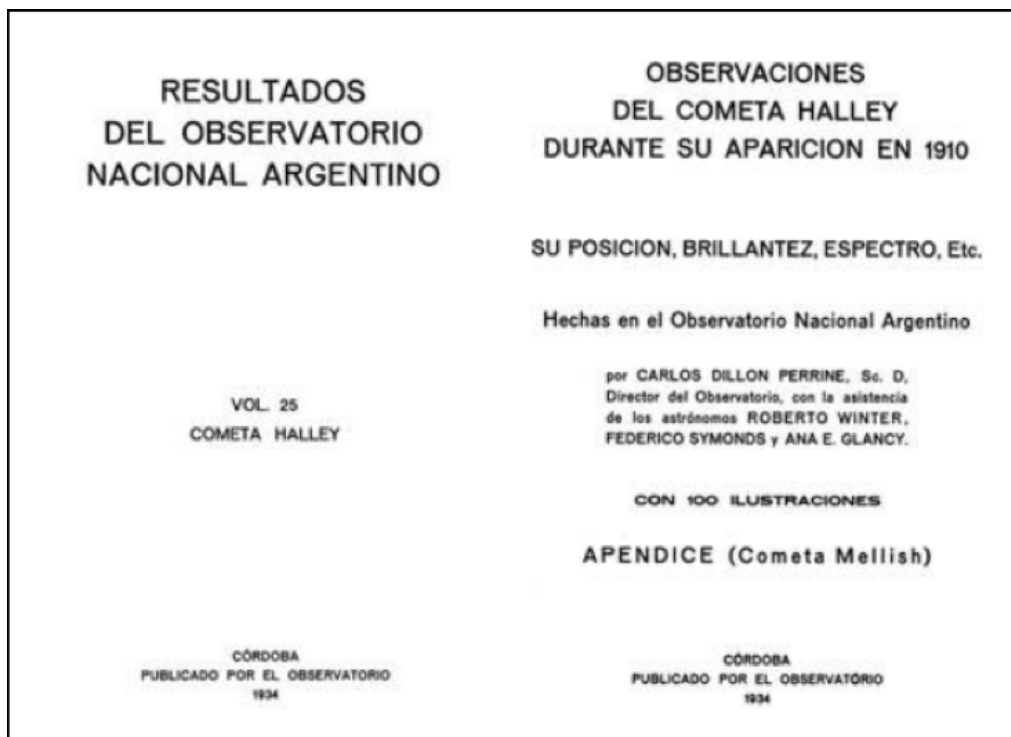 RESULTADOS
DEL OBSERVATORIO
NACIONAL ARGENTINO
VOL. 25
COMETA HALLEY
CÓRDOBA
PUBLICADO POR EL OBSERVATORIO
1934
OBSERVACIONES
DEL COMETA HALLEY
DURANTE SU APARICION EN 1910
SU POSICION, BRILLANTEZ, ESPECTRO, Etc.
Hechas en el Observatorio Nacional Argentino
por CARLOS DILLON PERRINE, Sc. D,
Director del Observatorio, con la asistencia
de los astrónomos ROBERTO WINTER,
FEDERICO SYMONDS y ANA E. GLANCY.
CON 100 ILUSTRACIONES
APENDICE (Cometa Mellish)
CÓRDOBA
PUBLICADO POR EL OBSERVATÓRIO
1934